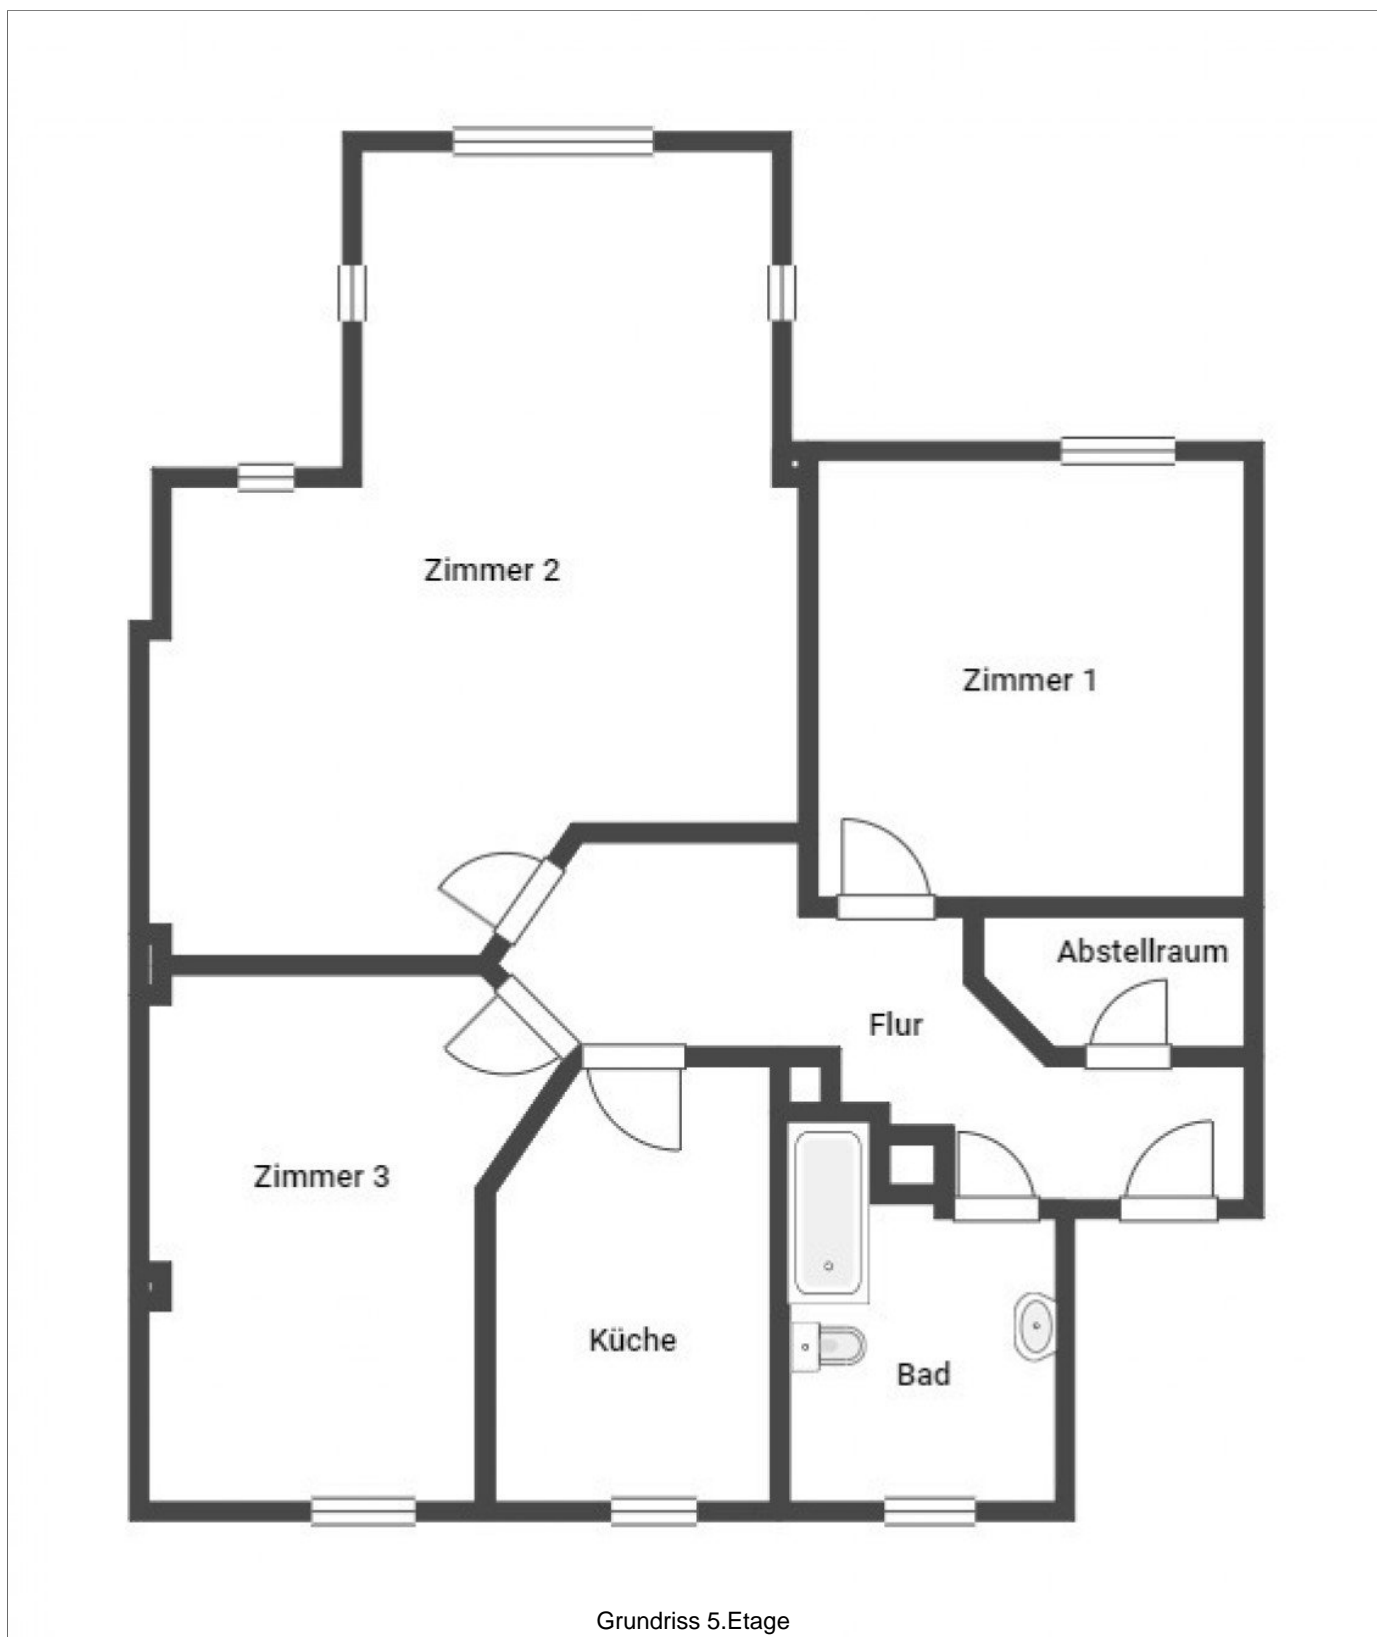 Zimmer 2
Zimmer 1
Abstellraum
Flur
Zimmer 3
Küche
Bad
Grundriss 5.Etage